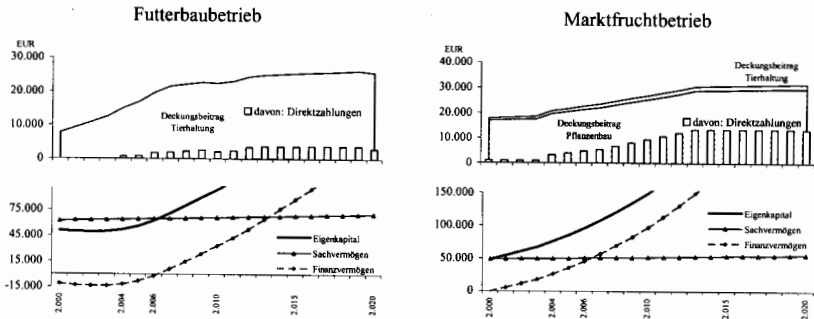 Futterbaubetrieb
EUR
30.000
20.000
10.000
0
Deckungsbeitrag
Tierhaltung
davon: Direktzahlungen
75.000
45.000
15.000
-15.000
Eigenkapital
Sachvermögen
Finanzvermögen
2.000
2.004
2.006
2.010
2.015
2.020
Marktfruchtbetrieb
EUR
40.000
30.000
20.000
10.000
0
Deckungsbeitrag
Tierhaltung
Deckungsbeitrag
Pflanzenbau
davon: Direktzahlungen
150.000
100.000
50.000
0
Eigenkapital
Sachvermögen
Finanzvermögen
2.000
2.004
2.006
2.010
2.015
2.020